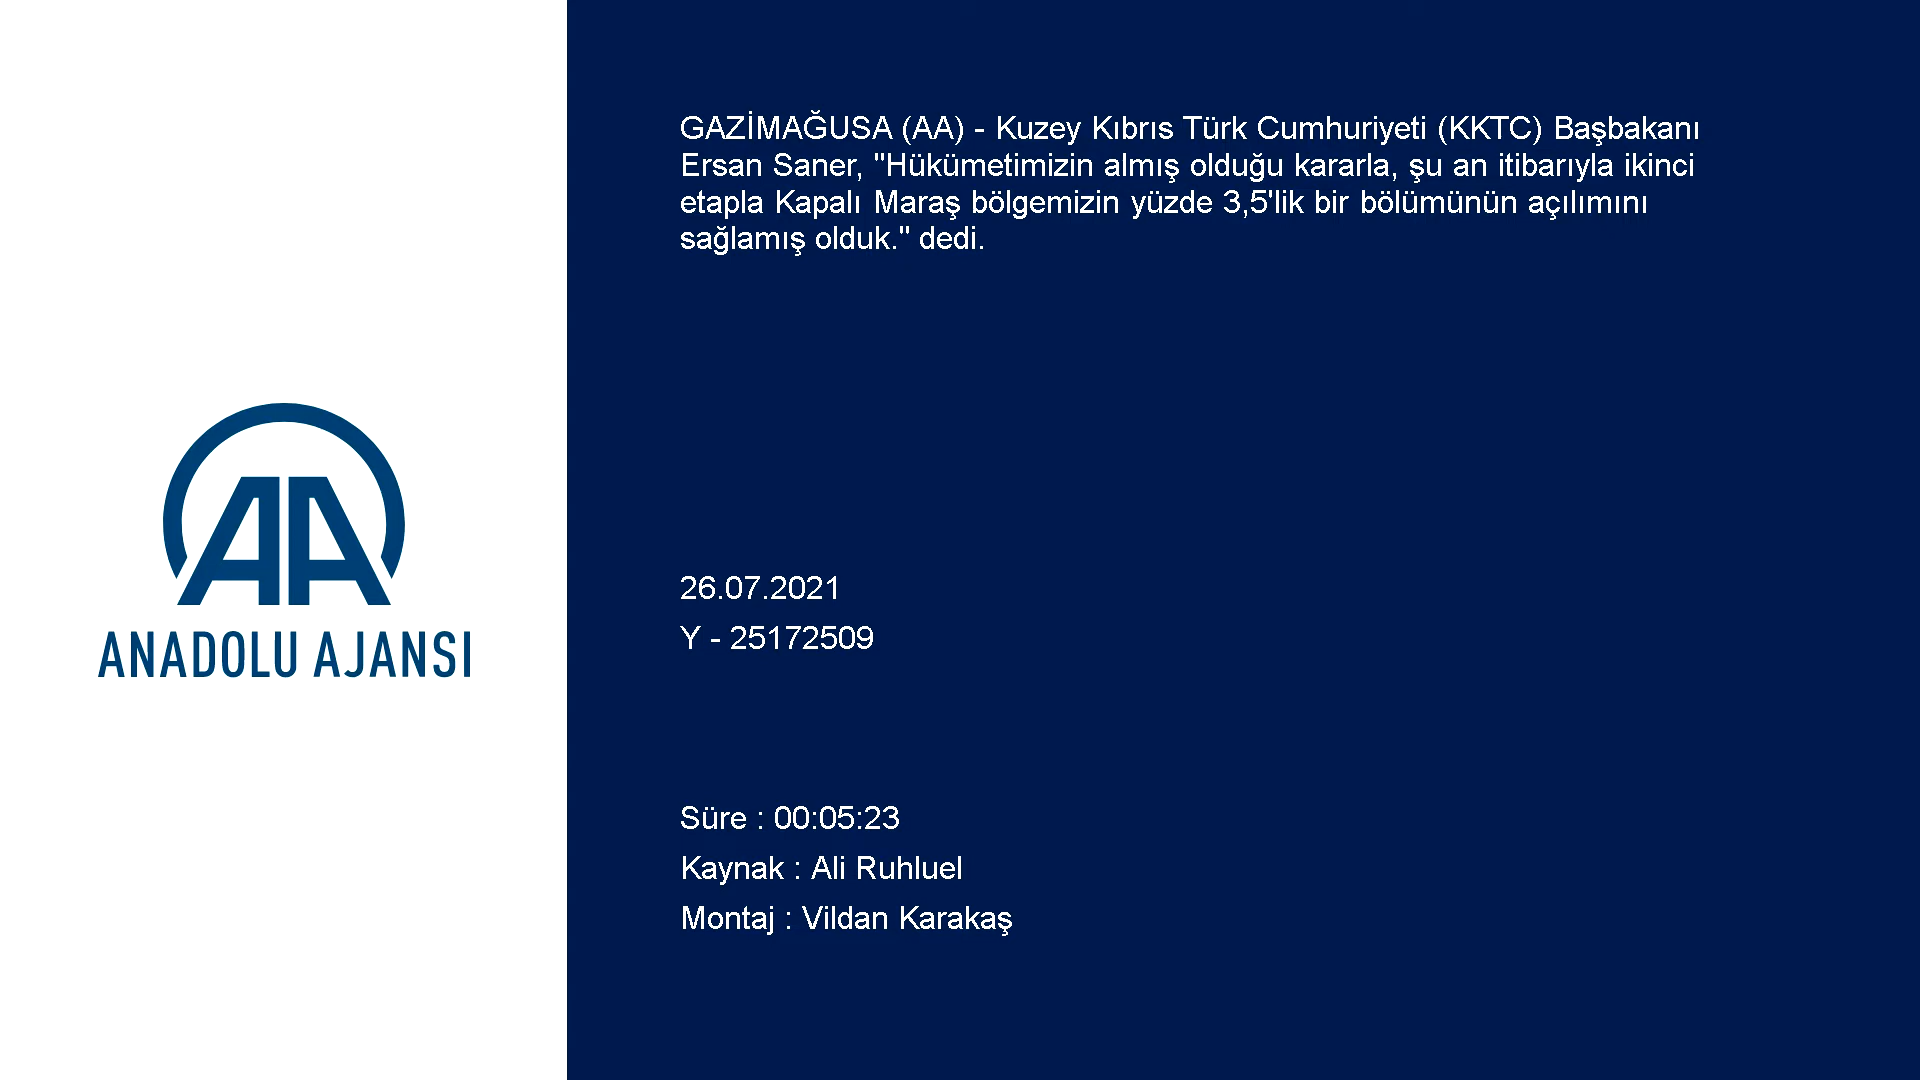 GAZİMAĞUSA (AA) - Kuzey Kıbrıs Türk Cumhuriyeti (KKTC) Başbakanı
Ersan Saner, "Hükümetimizin almış olduğu kararla, şu an itibarıyla ikinci
etapla Kapalı Maraş bölgemizin yüzde 3,5'lik bir bölümünün açılımını
sağlamış olduk." dedi.
AA
ANADOLU AJANSI
26.07.2021
Y - 25172509
Süre : 00:05:23
Kaynak : Ali Ruhluel
Montaj : Vildan Karakaş